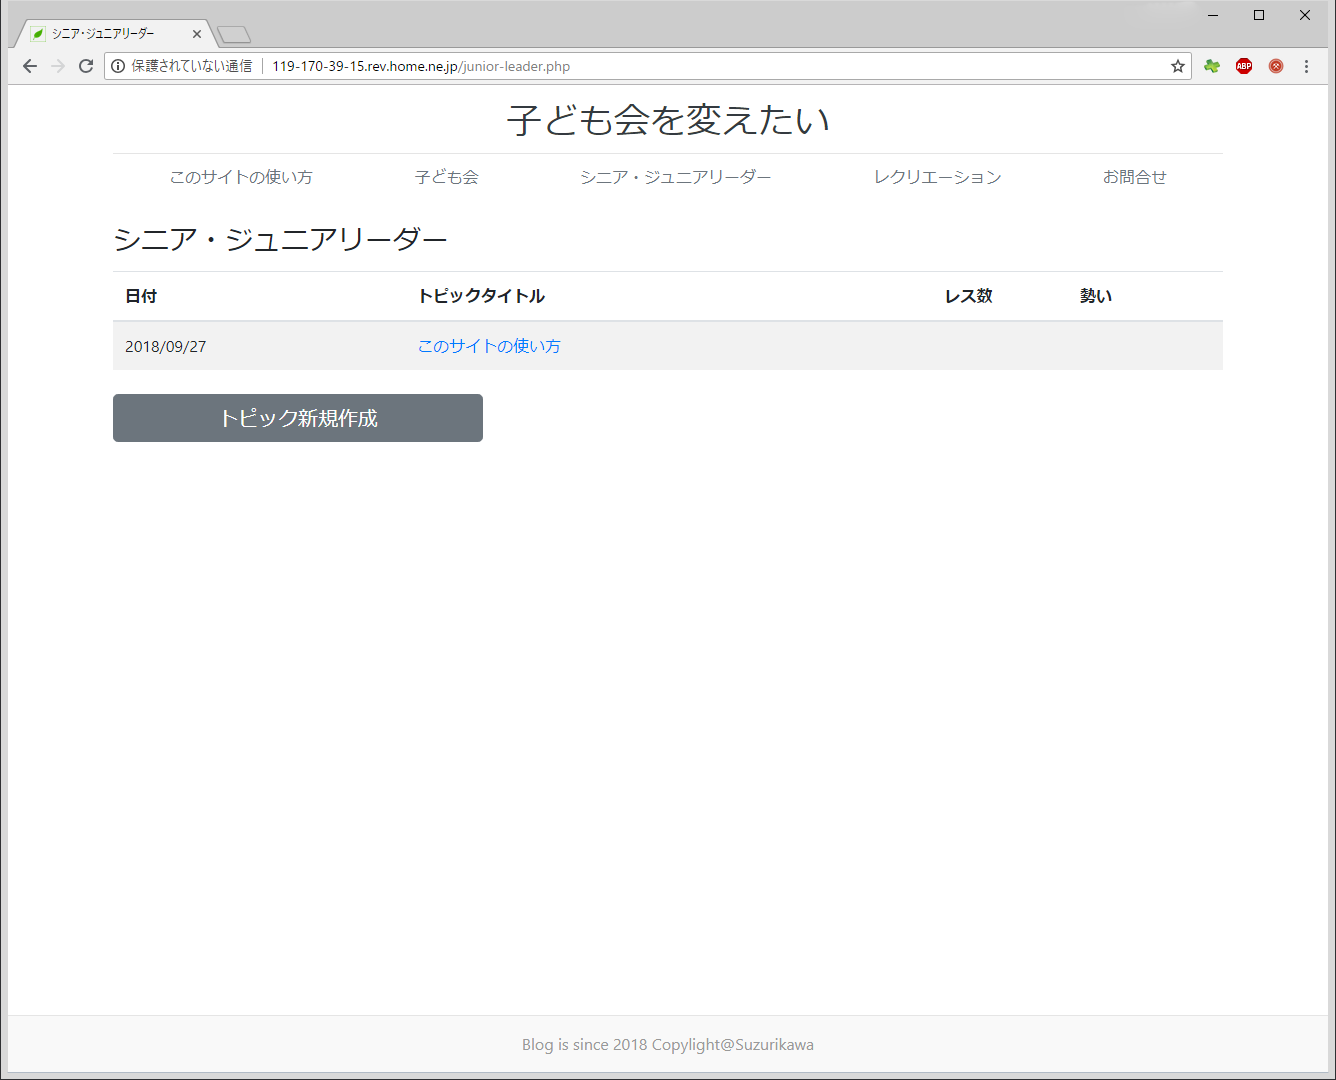 シニア・ジュニアリーダー
保護されていない通信 119-170-39-15.rev.home.ne.jp/junior-leader.php
ABP
子ども会を変えたい
このサイトの使い方 子ども会 シニア・ジュニアリーダー レクリエーション お問合せ
シニア・ジュニアリーダー
日付 トピックタイトル レス数 勢い
2018/09/27 このサイトの使い方
トピック新規作成
Blog is since 2018 Copylight@Suzurikawa